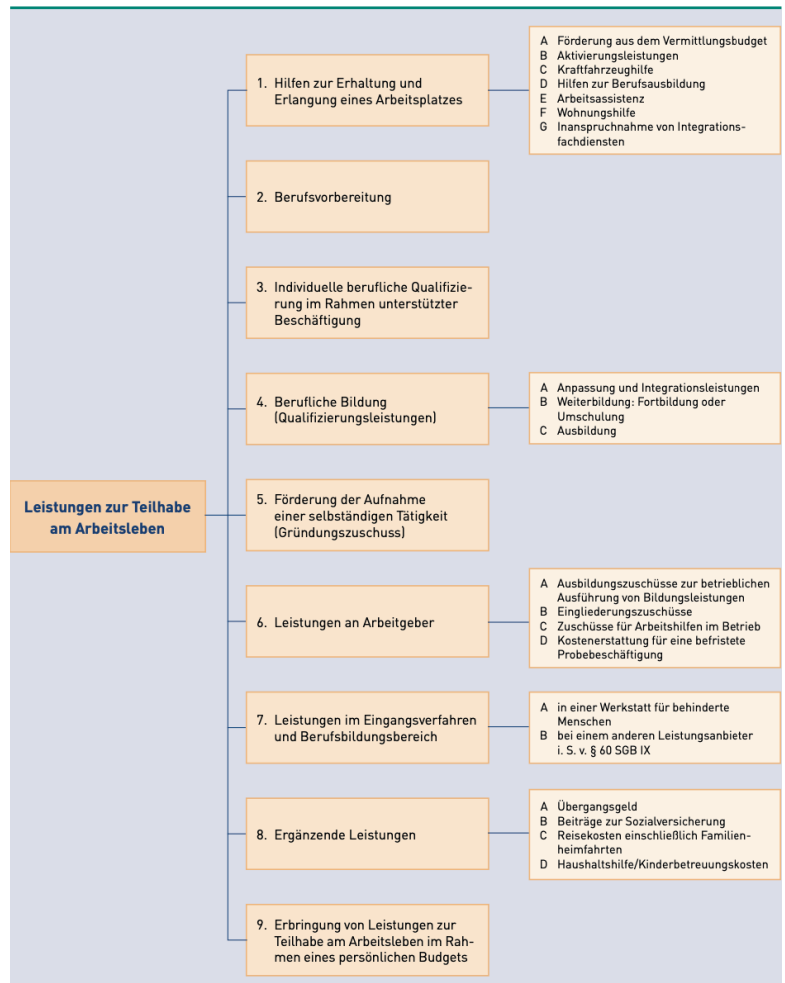 Leistungen zur Teilhabe
am Arbeitsleben
1. Hilfen zur Erhaltung und
Erlangung eines Arbeitsplatzes
A Förderung aus dem Vermittlungsbudget
B Aktivierungsleistungen
C Kraftfahrzeughilfe
D Hilfen zur Berufsausbildung
E Arbeitsassistenz
F Wohnungshilfe
G Inanspruchnahme von Integrations-
fachdiensten
2. Berufsvorbereitung
3. Individuelle berufliche Qualifizie-
rung im Rahmen unterstützter
Beschäftigung
4. Berufliche Bildung
(Qualifizierungsleistungen)
A Anpassung und Integrationsleistungen
B Weiterbildung: Fortbildung oder
Umschulung
C Ausbildung
5. Förderung der Aufnahme
einer selbständigen Tätigkeit
(Gründungszuschuss)
6. Leistungen an Arbeitgeber
A Ausbildungszuschüsse zur betrieblichen
Ausführung von Bildungsleistungen
B Eingliederungszuschüsse
C Zuschüsse für Arbeitshilfen im Betrieb
D Kostenerstattung für eine befristete
Probebeschäftigung
7. Leistungen im Eingangsverfahren
und Berufsbildungsbereich
A in einer Werkstatt für behinderte
Menschen
B bei einem anderen Leistungsanbieter
i. S. v. § 60 SGB IX
8. Ergänzende Leistungen
A Übergangsgeld
B Beiträge zur Sozialversicherung
C Reisekosten einschließlich Familien-
heimfahrten
D Haushaltshilfe/Kinderbetreuungskosten
9. Erbringung von Leistungen zur
Teilhabe am Arbeitsleben im Rah-
men eines persönlichen Budgets